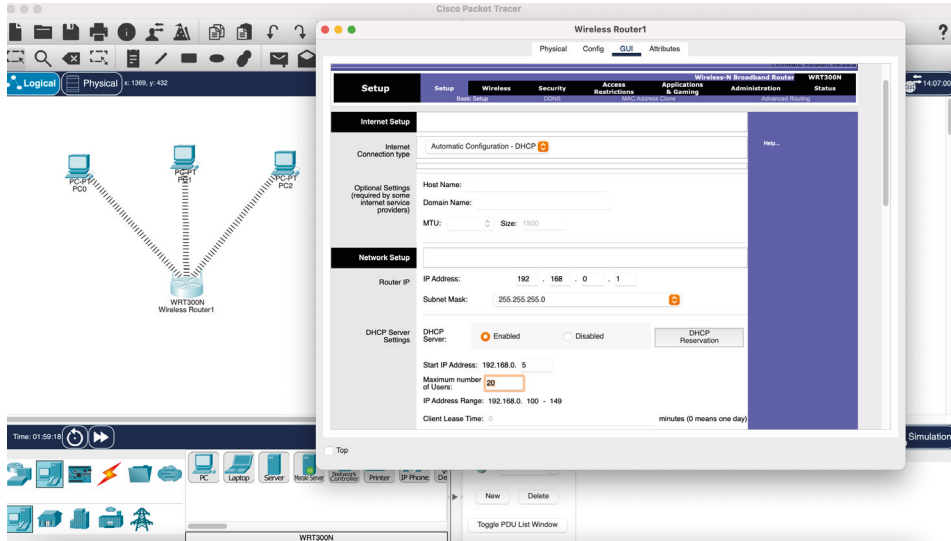 Cisco Packet Tracer
?
Logical
Physical
x: 1369, y: 432
14:07:00
PC-PT
PC0
PC-PT
PC1
PC-PT
PC2
WRT300N
Wireless Router1
Wireless Router1
Physical Config GUI Attributes
Wireless-N Broadband Router WRT300N
Setup
Setup Wireless Security Access Restrictions Applications & Gaming Administration Status
Basic Setup DDNS MAC Address Clone Advanced Routing
Internet Setup
Internet
Connection type
Automatic Configuration - DHCP
Help...
Optional Settings
(required by some
internet service
providers)
Host Name:
Domain Name:
MTU: Size: 1500
Network Setup
Router IP
IP Address: 192 . 168 . 0 . 1
Subnet Mask: 255.255.255.0
DHCP Server
Settings
DHCP
Server:
Enabled Disabled
DHCP
Reservation
Start IP Address: 192.168.0. 5
Maximum number
of Users:
20
IP Address Range: 192.168.0. 100 - 149
Client Lease Time: 0 minutes (0 means one day)
Top
Time: 01:59:18
Simulation
PC Laptop Server Printer IP Phone
New Delete
Toggle PDU List Window
WRT300N